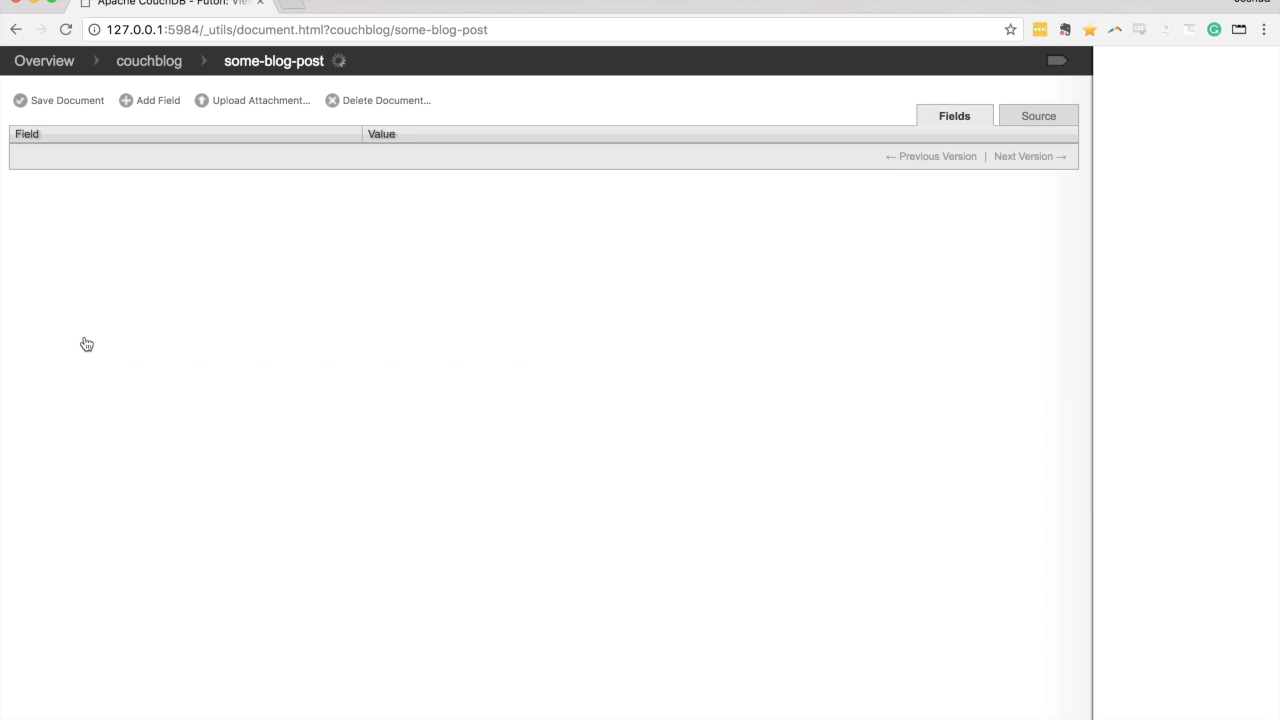 Apache CouchDB - Futon: View
127.0.0.1:5984/_utils/document.html?couchblog/some-blog-post
Overview couchblog some-blog-post
Save Document Add Field Upload Attachment... Delete Document...
Fields Source
Field Value
← Previous Version | Next Version →